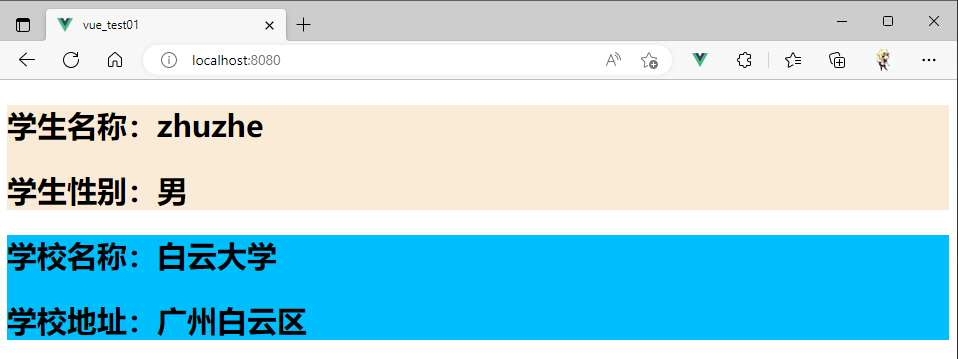 vue_test01
localhost:8080
学生名称：zhuzhe
学生性别：男
学校名称：白云大学
学校地址：广州白云区